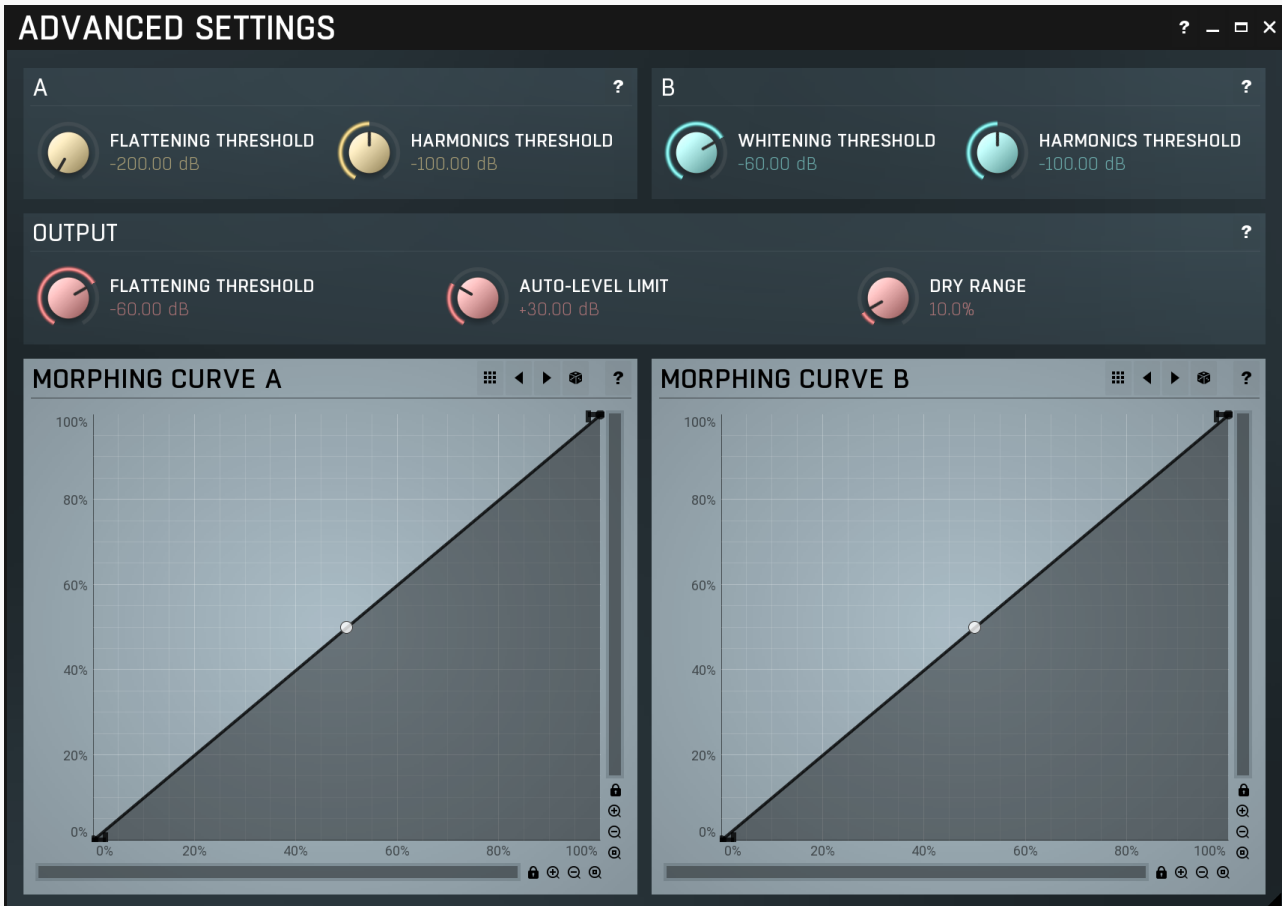 ADVANCED SETTINGS
?
A
?
FLATTENING THRESHOLD
-200.00 dB
HARMONICS THRESHOLD
-100.00 dB
B
?
WHITENING THRESHOLD
-60.00 dB
HARMONICS THRESHOLD
-100.00 dB
OUTPUT
?
FLATTENING THRESHOLD
-60.00 dB
AUTO-LEVEL LIMIT
+30.00 dB
DRY RANGE
10.0%
MORPHING CURVE A
?
100%
80%
60%
40%
20%
0%
0% 20% 40% 60% 80% 100%
MORPHING CURVE B
?
100%
80%
60%
40%
20%
0%
0% 20% 40% 60% 80% 100%